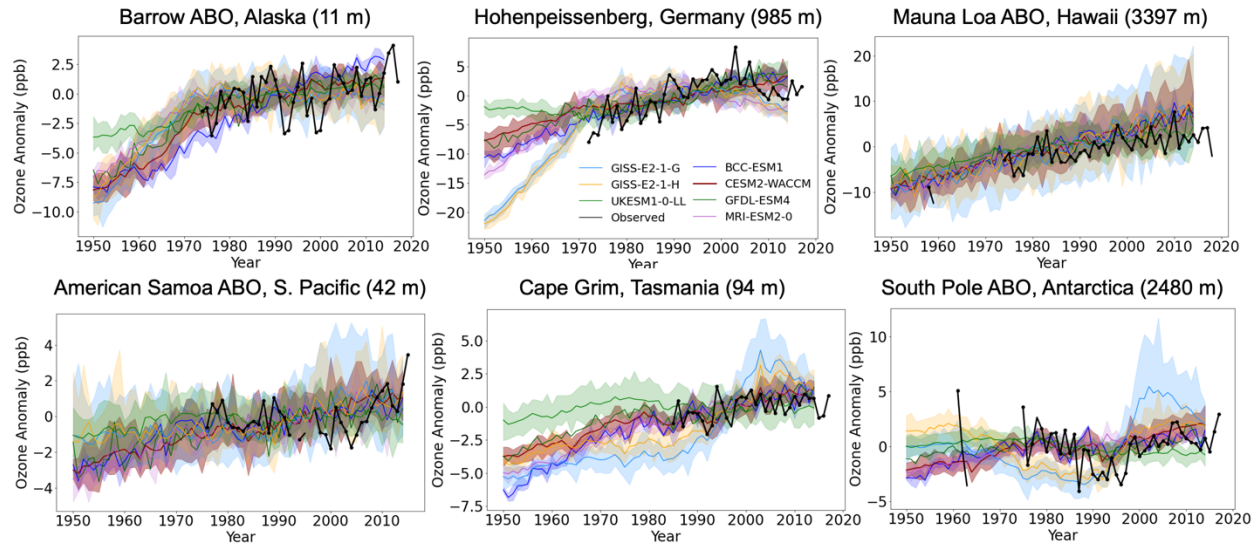 Barrow ABO, Alaska (11 m)
Hohenpeissenberg, Germany (985 m)
Mauna Loa ABO, Hawaii (3397 m)
Ozone Anomaly (ppb)
2.5
0.0
−2.5
−5.0
−7.5
−10.0
1950 1960 1970 1980 1990 2000 2010 2020
Year
Ozone Anomaly (ppb)
5
0
−5
−10
−15
−20
GISS-E2-1-G
GISS-E2-1-H
UKESM1-0-LL
Observed
BCC-ESM1
CESM2-WACCM
GFDL-ESM4
MRI-ESM2-0
1950 1960 1970 1980 1990 2000 2010 2020
Year
Ozone Anomaly (ppb)
20
10
0
−10
1950 1960 1970 1980 1990 2000 2010 2020
Year
American Samoa ABO, S. Pacific (42 m)
Cape Grim, Tasmania (94 m)
South Pole ABO, Antarctica (2480 m)
Ozone Anomaly (ppb)
4
2
0
−2
−4
1950 1960 1970 1980 1990 2000 2010 2020
Year
Ozone Anomaly (ppb)
5.0
2.5
0.0
−2.5
−5.0
−7.5
1950 1960 1970 1980 1990 2000 2010 2020
Year
Ozone Anomaly (ppb)
10
5
0
−5
1950 1960 1970 1980 1990 2000 2010 2020
Year